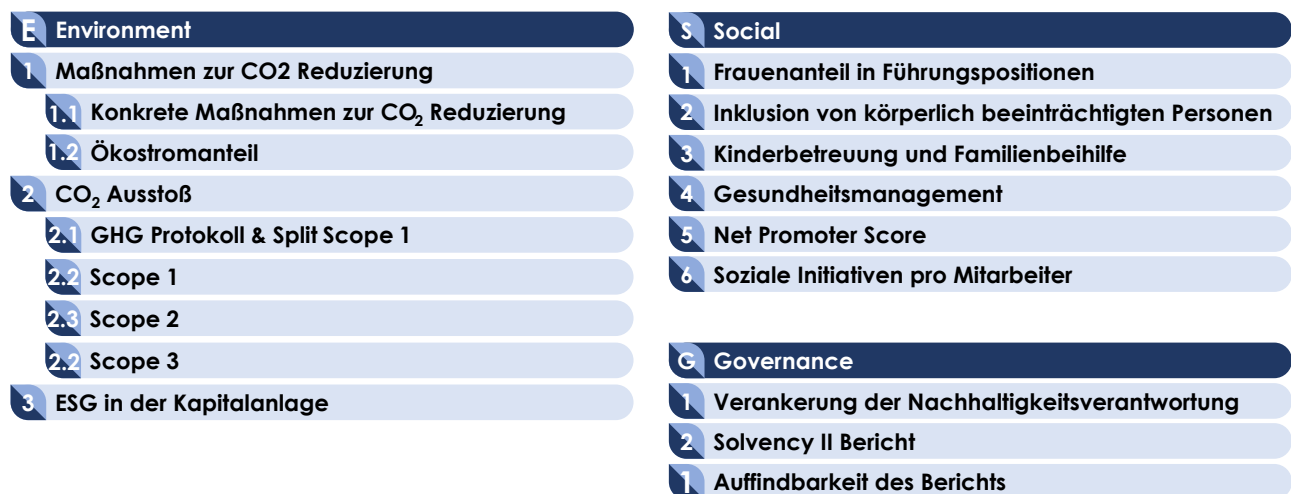 E Environment
1 Maßnahmen zur CO2 Reduzierung
1.1 Konkrete Maßnahmen zur CO₂ Reduzierung
1.2 Ökostromanteil
2 CO₂ Ausstoß
2.1 GHG Protokoll & Split Scope 1
2.2 Scope 1
2.3 Scope 2
2.2 Scope 3
3 ESG in der Kapitalanlage
S Social
1 Frauenanteil in Führungspositionen
2 Inklusion von körperlich beeinträchtigten Personen
3 Kinderbetreuung und Familienbeihilfe
4 Gesundheitsmanagement
5 Net Promoter Score
6 Soziale Initiativen pro Mitarbeiter
G Governance
1 Verankerung der Nachhaltigkeitsverantwortung
2 Solvency II Bericht
1 Auffindbarkeit des Berichts